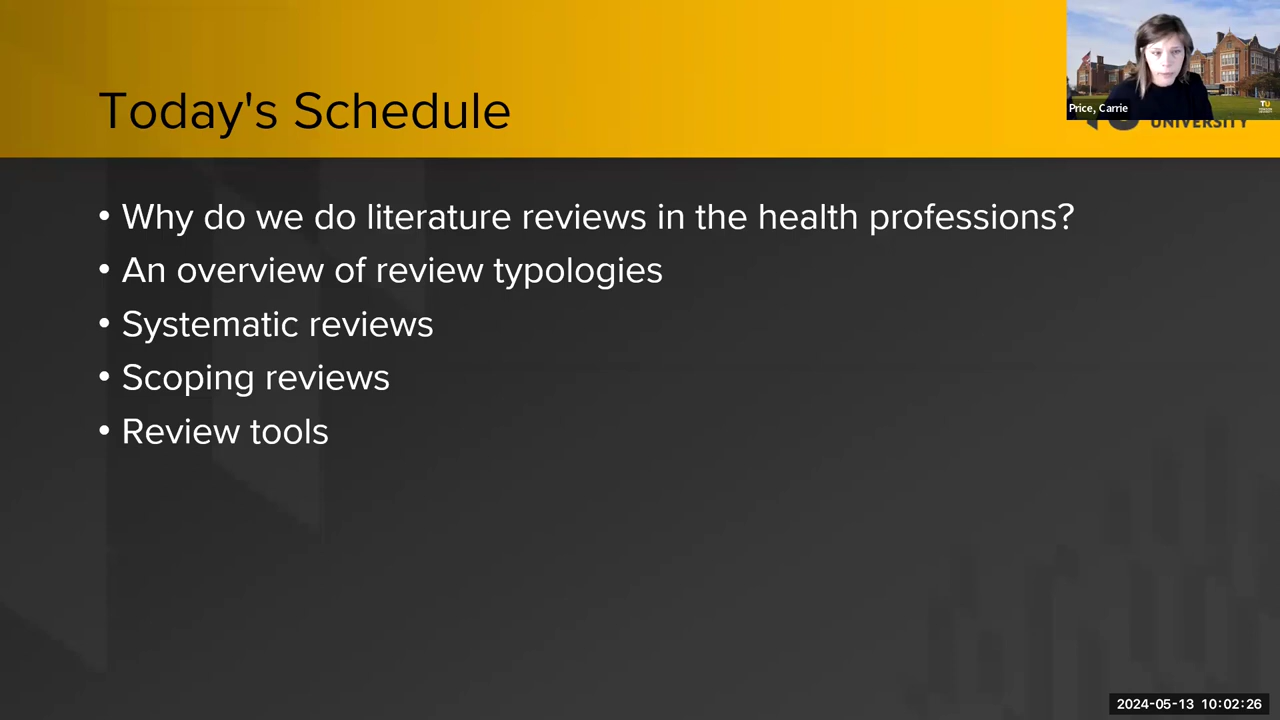 Today's Schedule
Price, Carrie
TU
UNIVERSITY
• Why do we do literature reviews in the health professions?
• An overview of review typologies
• Systematic reviews
• Scoping reviews
• Review tools
2024-05-13 10:02:26